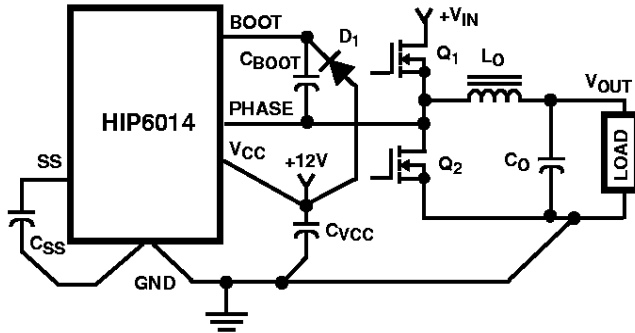 BOOT
D1
+VIN
CBOOT
Q1
LO
VOUT
PHASE
HIP6014
VCC
SS
+12V
Q2
CO
LOAD
CSS
CVCC
GND